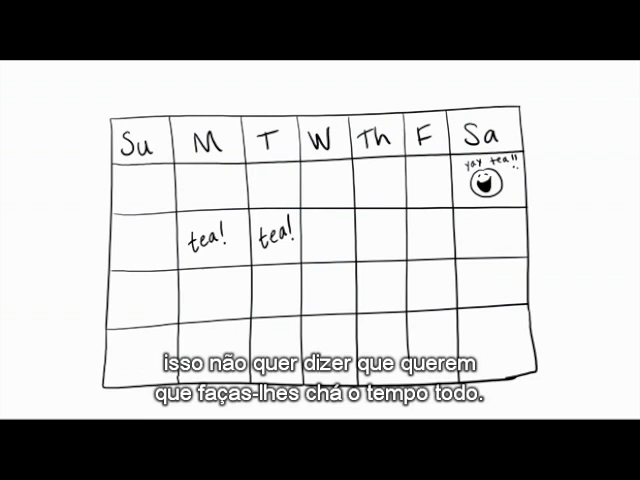 Su M T W Th F Sa
yay tea!!
tea! tea!
isso não quer dizer que querem
que faças-lhes chá o tempo todo.